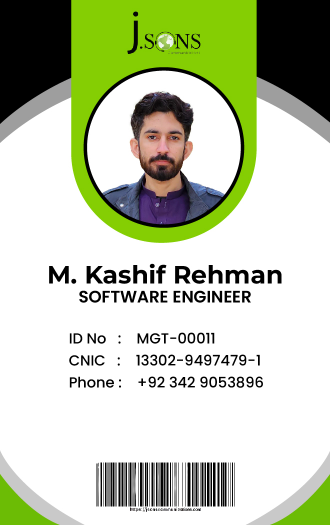 j.SONS
M. Kashif Rehman
SOFTWARE ENGINEER
ID No : MGT-00011
CNIC : 13302-9497479-1
Phone : +92 342 9053896